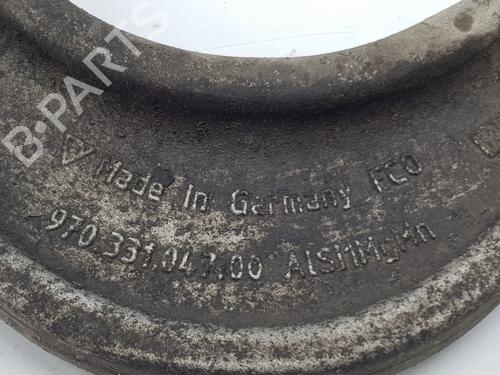 B-PARTS
Made In Germany FCO
970.331.047.00 AlSi1MgMn